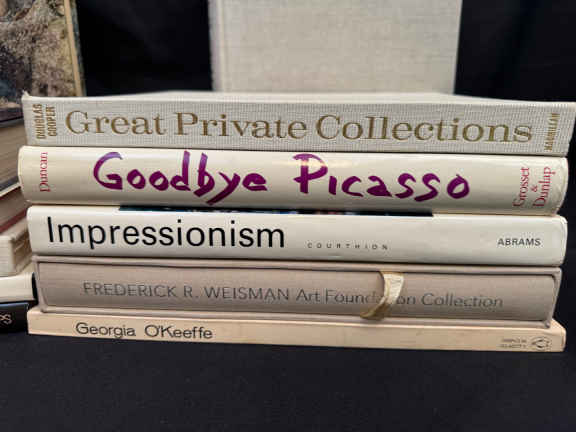 DOUGLAS
COOPER
Great Private Collections
MACMILLAN
Duncan
Goodbye Picasso
Grosset
&
Dunlap
Impressionism
COURTHION
ABRAMS
FREDERICK R. WEISMAN Art Foundation Collection
Georgia O'Keeffe